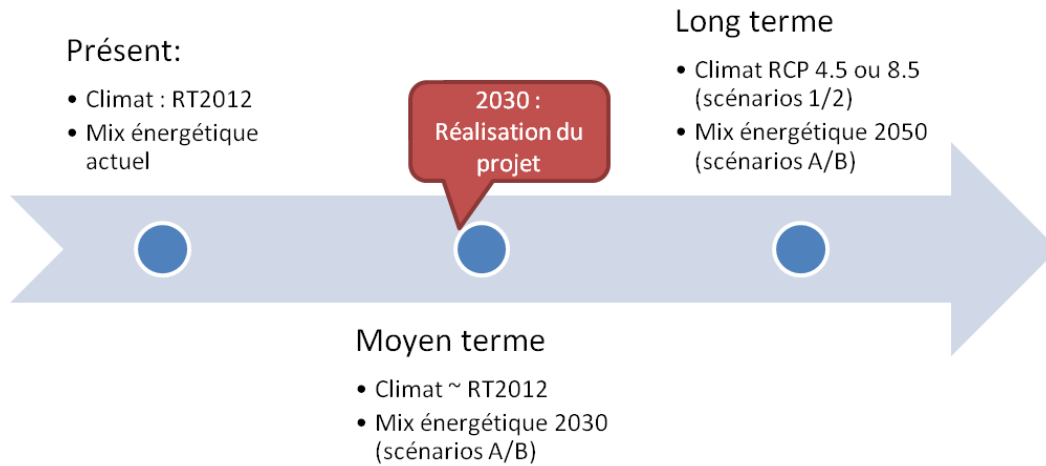 Présent:
• Climat : RT2012
• Mix énergétique
actuel
2030 :
Réalisation du
projet
Long terme
• Climat RCP 4.5 ou 8.5
(scénarios 1/2)
• Mix énergétique 2050
(scénarios A/B)
Moyen terme
• Climat ~ RT2012
• Mix énergétique 2030
(scénarios A/B)